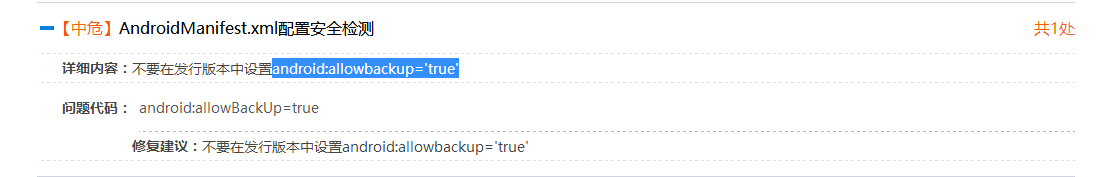 【中危】AndroidManifest.xml配置安全检测 共1处
详细内容：不要在发行版本中设置android:allowbackup='true'
问题代码： android:allowBackUp=true
修复建议：不要在发行版本中设置android:allowbackup='true'